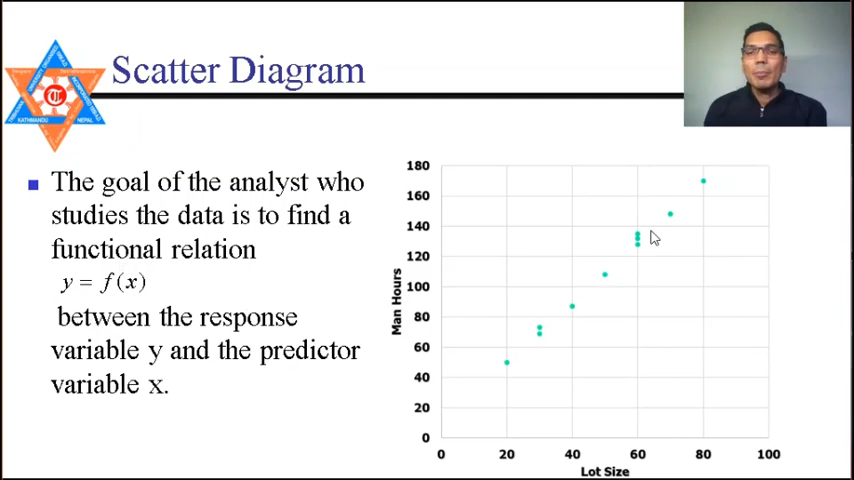 Scatter Diagram
KATHMANDU
NEPAL
The goal of the analyst who
studies the data is to find a
functional relation
y = f(x)
between the response
variable y and the predictor
variable x.
180
160
140
120
100
80
60
40
20
0
Man Hours
0 20 40 60 80 100
Lot Size